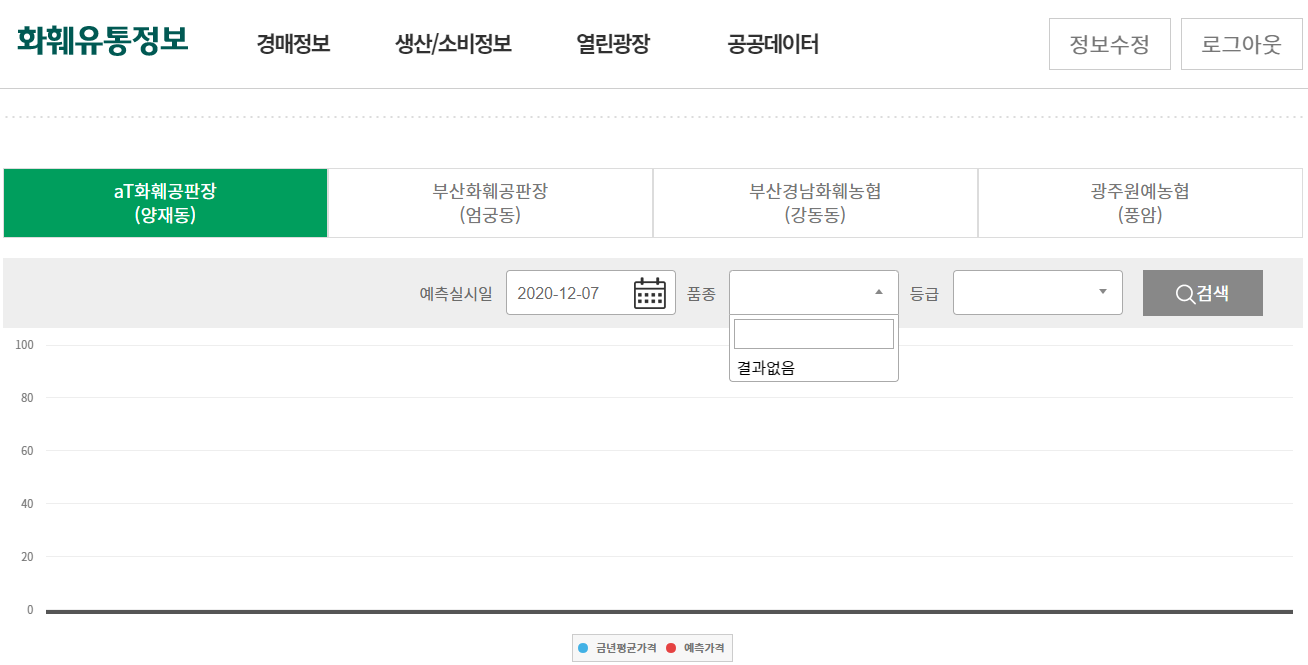 화훼유통정보
경매정보
생산/소비정보
열린광장
공공데이터
정보수정
로그아웃
aT화훼공판장
(양재동)
부산화훼공판장
(엄궁동)
부산경남화훼농협
(강동동)
광주원예농협
(풍암)
예측실시일
2020-12-07
품종
등급
검색
결과없음
100
80
60
40
20
0
금년평균가격
예측가격